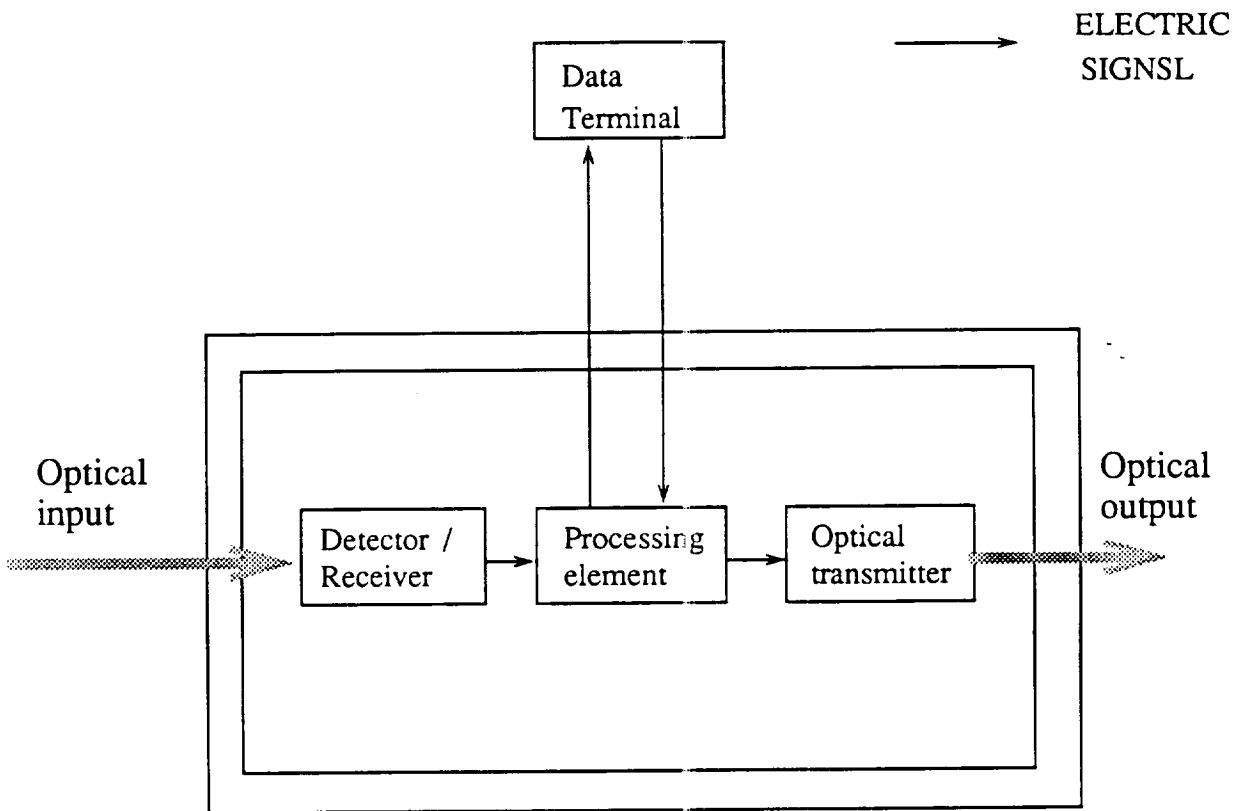 ELECTRIC
SIGNSL
Data
Terminal
Optical
input
Detector /
Receiver
Processing
element
Optical
transmitter
Optical
output